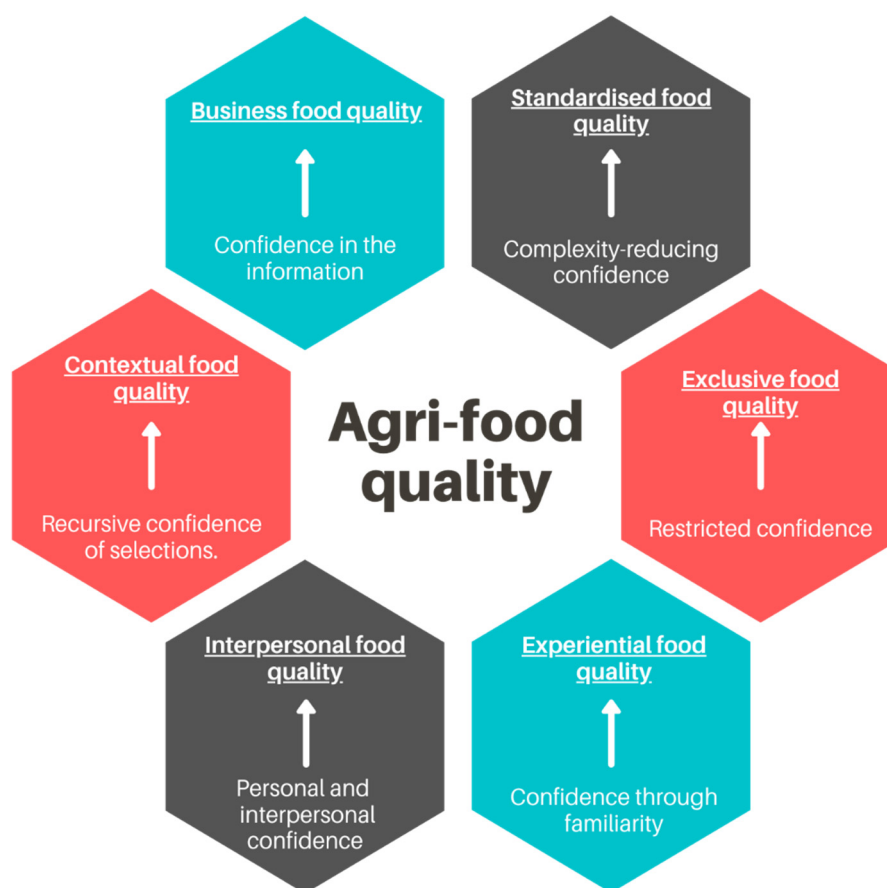 Business food quality
Confidence in the
information
Standardised food
quality
Complexity-reducing
confidence
Contextual food
quality
Recursive confidence
of selections.
Agri-food
quality
Exclusive food
quality
Restricted confidence
Interpersonal food
quality
Personal and
interpersonal
confidence
Experiential food
quality
Confidence through
familiarity